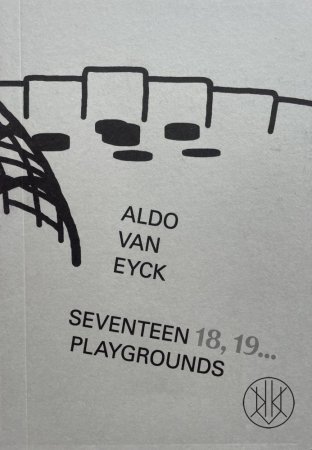 ALDO
VAN
EYCK
SEVENTEEN 18, 19...
PLAYGROUNDS